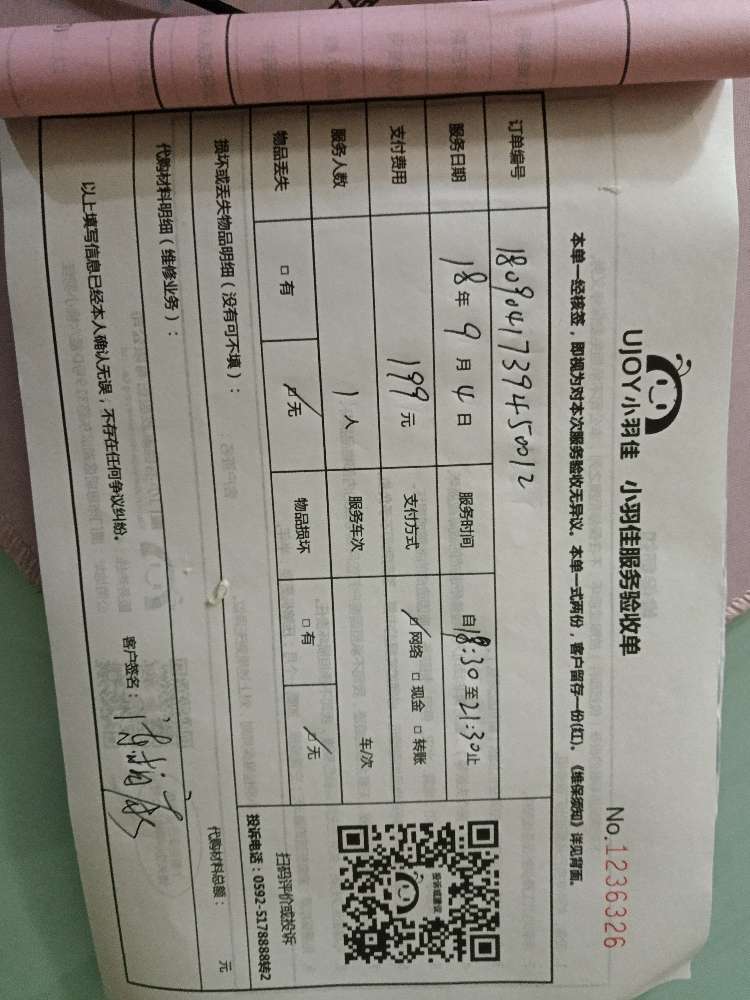 UJOY小羽佳 小羽佳服务验收单
No.1236326
本单一经核签，即视为对本次服务验收无异议。本单一式两份，客户留存一份(红)。《维保须知》详见背面。
订单编号 1809041739450012
服务日期 18年9月4日 服务时间 自18:30至21:30止
支付费用 199元 支付方式 □网络 □现金 □转账
服务人数 1人 服务车次 车/次
物品丢失 □有 □无 物品损坏 □有 □无
投诉或建议
扫码评价或投诉
投诉电话：0592-5178888转2
损坏或丢失物品明细（没有可不填）：
代购材料明细（维修业务）： 代购材料总额： 元
以上填写信息已经本人确认无误，不存在任何争议纠纷。 客户签名：